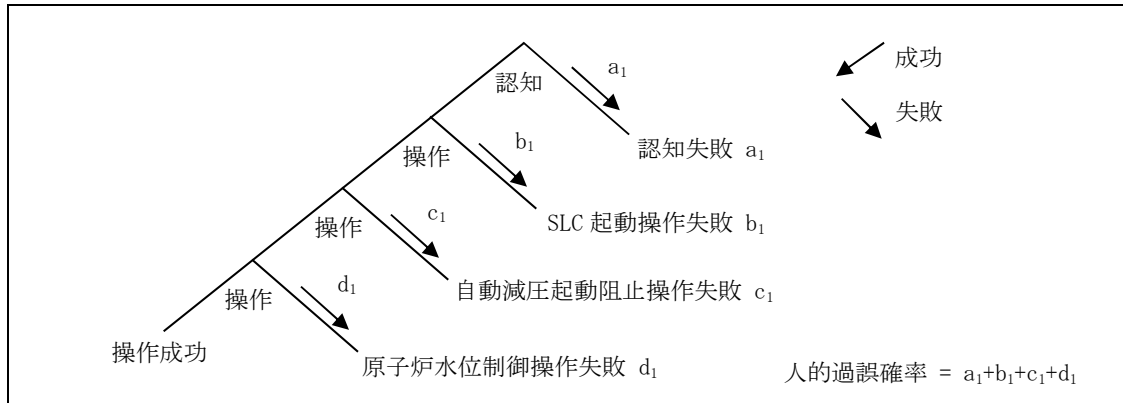 認知
a₁
成功
失敗
認知失敗 a₁
操作
b₁
SLC 起動操作失敗 b₁
操作
c₁
自動減圧起動阻止操作失敗 c₁
操作
d₁
操作成功
原子炉水位制御操作失敗 d₁
人的過誤確率 = a₁+b₁+c₁+d₁